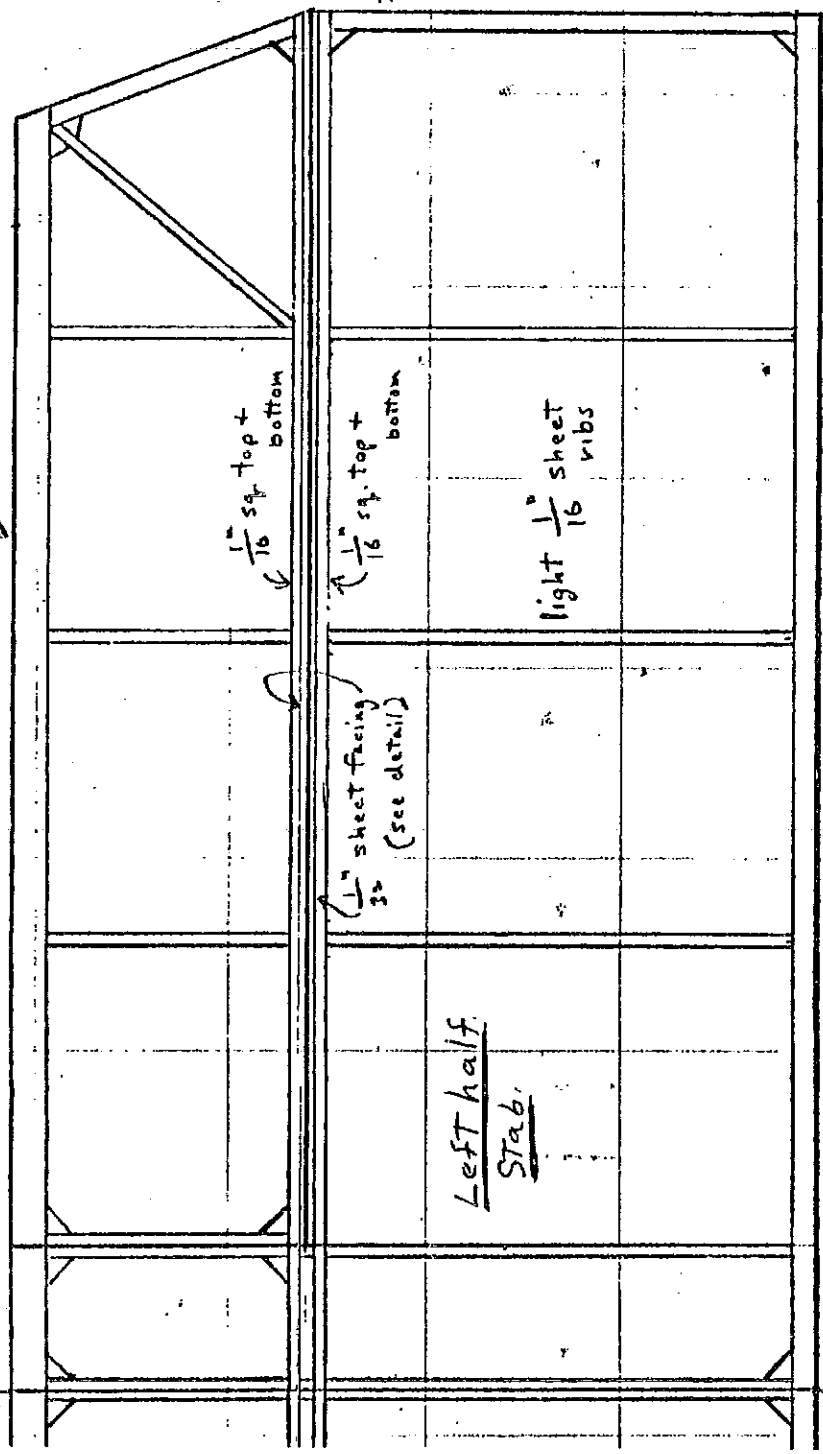 1/16" sq. top +
bottom
1/16" sq. top +
bottom
light 1/16" sheet
ribs
1/32" sheet facing
(see detail)
Left half
Stab.